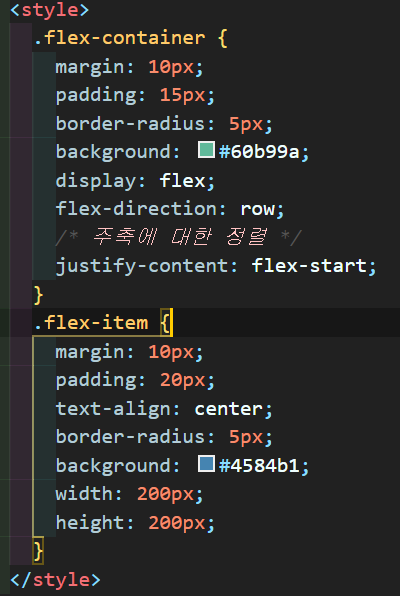 <style>
.flex-container {
margin: 10px;
padding: 15px;
border-radius: 5px;
background: #60b99a;
display: flex;
flex-direction: row;
/* 주축에 대한 정렬 */
justify-content: flex-start;
}
.flex-item {
margin: 10px;
padding: 20px;
text-align: center;
border-radius: 5px;
background: #4584b1;
width: 200px;
height: 200px;
}
</style>